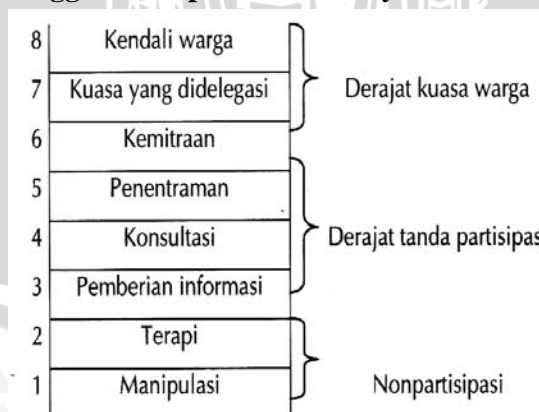 8 Kendali warga
7 Kuasa yang didelegasi Derajat kuasa warga
6 Kemitraan
5 Penentraman
4 Konsultasi Derajat tanda partisipas
3 Pemberian informasi
2 Terapi
1 Manipulasi Nonpartisipasi